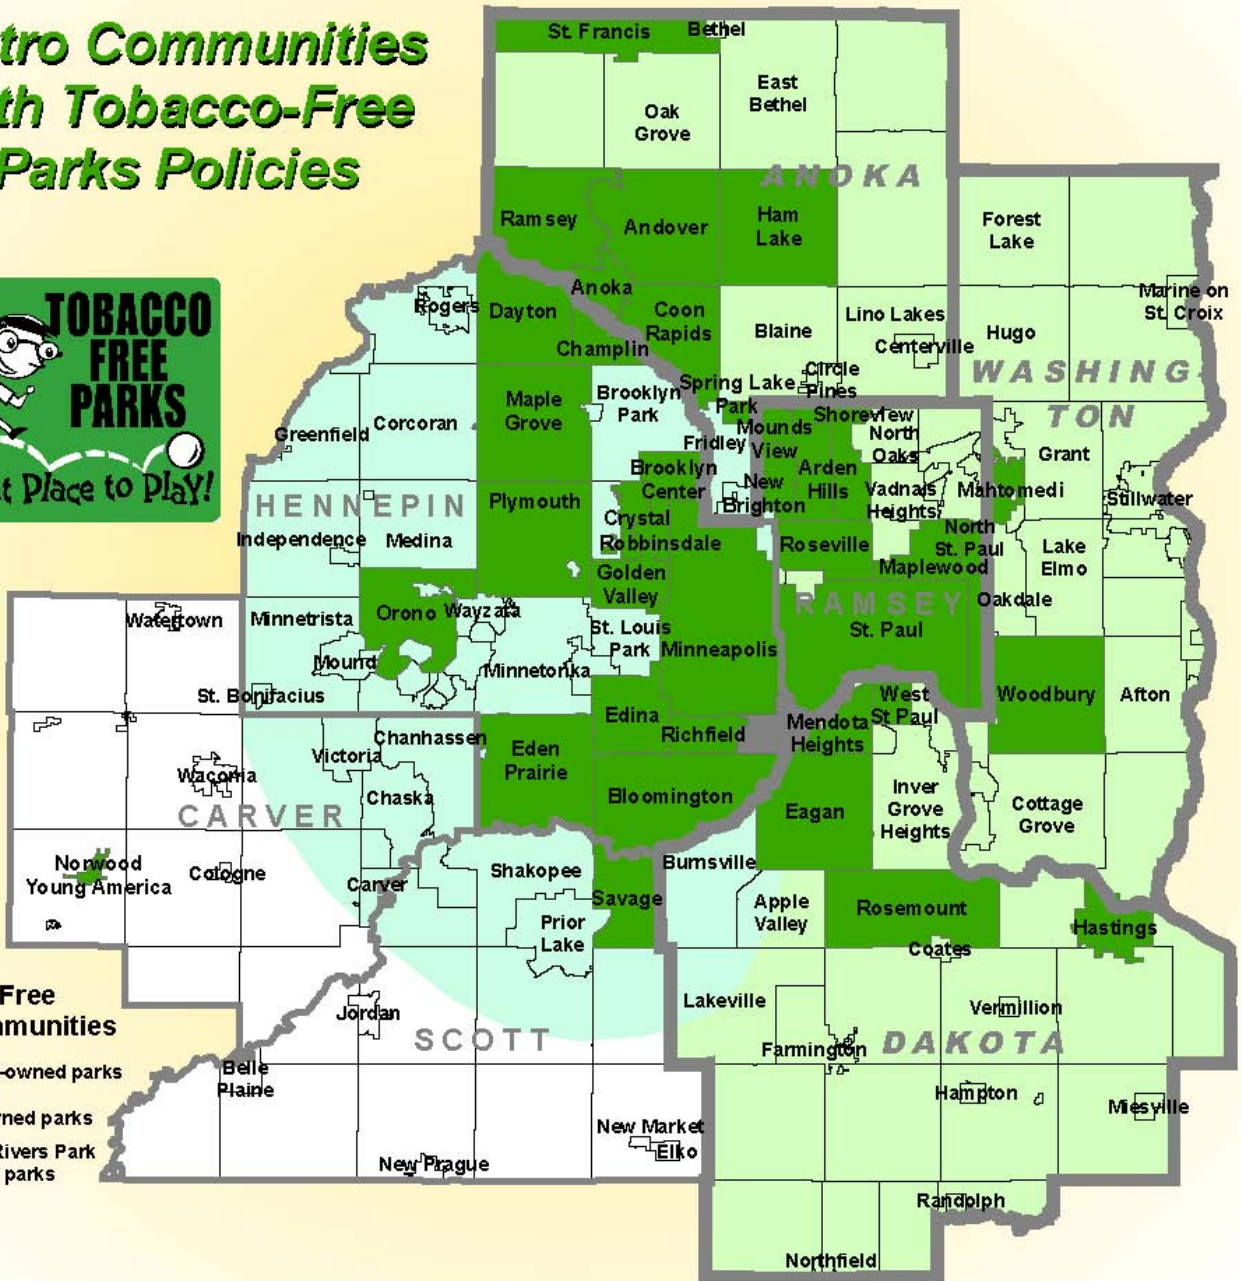 tro Communities
th Tobacco-Free
Parks Policies
TOBACCO
FREE
PARKS
t Place to Play!
St. Francis
Bethel
Oak
Grove
East
Bethel
ANOKA
Ramsey
Andover
Ham
Lake
Forest
Lake
Marine on
St. Croix
Rogers
Dayton
Anoka
Coon
Rapids
Champlin
Blaine
Lino Lakes
Centerville
Hugo
WASHING-
TON
Circle
Pines
Spring Lake
Park
Brooklyn
Park
Maple
Grove
Corcoran
Greenfield
Fridley
Mounds
View
Shoreview
North
Oaks
Grant
Stillwater
Brooklyn
Center
New
Brighton
Arden
Hills
Vadnais
Heights
Mahtomedi
HENNEPIN
Plymouth
Crystal
Robbinsdale
Independence
Medina
Roseville
North
St. Paul
Maplewood
Lake
Elmo
Golden
Valley
RAMSEY
St. Paul
Oakdale
Watertown
Minnetrista
Orono
Wayzata
St. Louis
Park
Minneapolis
Mound
Minnetonka
St. Bonifacius
Edina
Richfield
Mendota
Heights
West
St Paul
Woodbury
Afton
Victoria
Chanhassen
Eden
Prairie
Waconia
Chaska
Bloomington
Eagan
Inver
Grove
Heights
Cottage
Grove
CARVER
Norwood
Young America
Cologne
Carver
Shakopee
Burnsville
Savage
Prior
Lake
Apple
Valley
Rosemount
Hastings
Coates
Free
munities
-owned parks
ned parks
Rivers Park
parks
Jordan
SCOTT
Lakeville
Vermillion
Farmington
DAKOTA
Belle
Plaine
Hampton
Miesville
New Market
Elko
New Prague
Randolph
Northfield